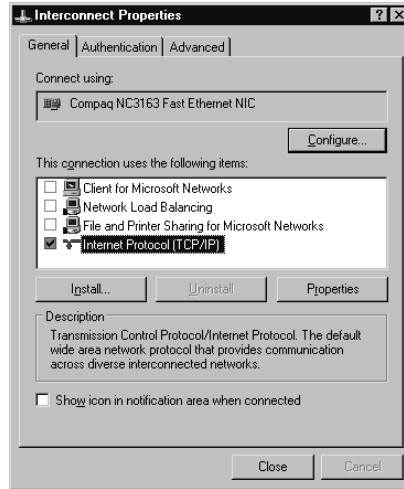 Interconnect Properties
General
Authentication
Advanced
Connect using:
Compaq NC3163 Fast Ethernet NIC
Configure...
This connection uses the following items:
Client for Microsoft Networks
Network Load Balancing
File and Printer Sharing for Microsoft Networks
Internet Protocol (TCP/IP)
Install...
Uninstall
Properties
Description
Transmission Control Protocol/Internet Protocol. The default
wide area network protocol that provides communication
across diverse interconnected networks.
Show icon in notification area when connected
Close
Cancel